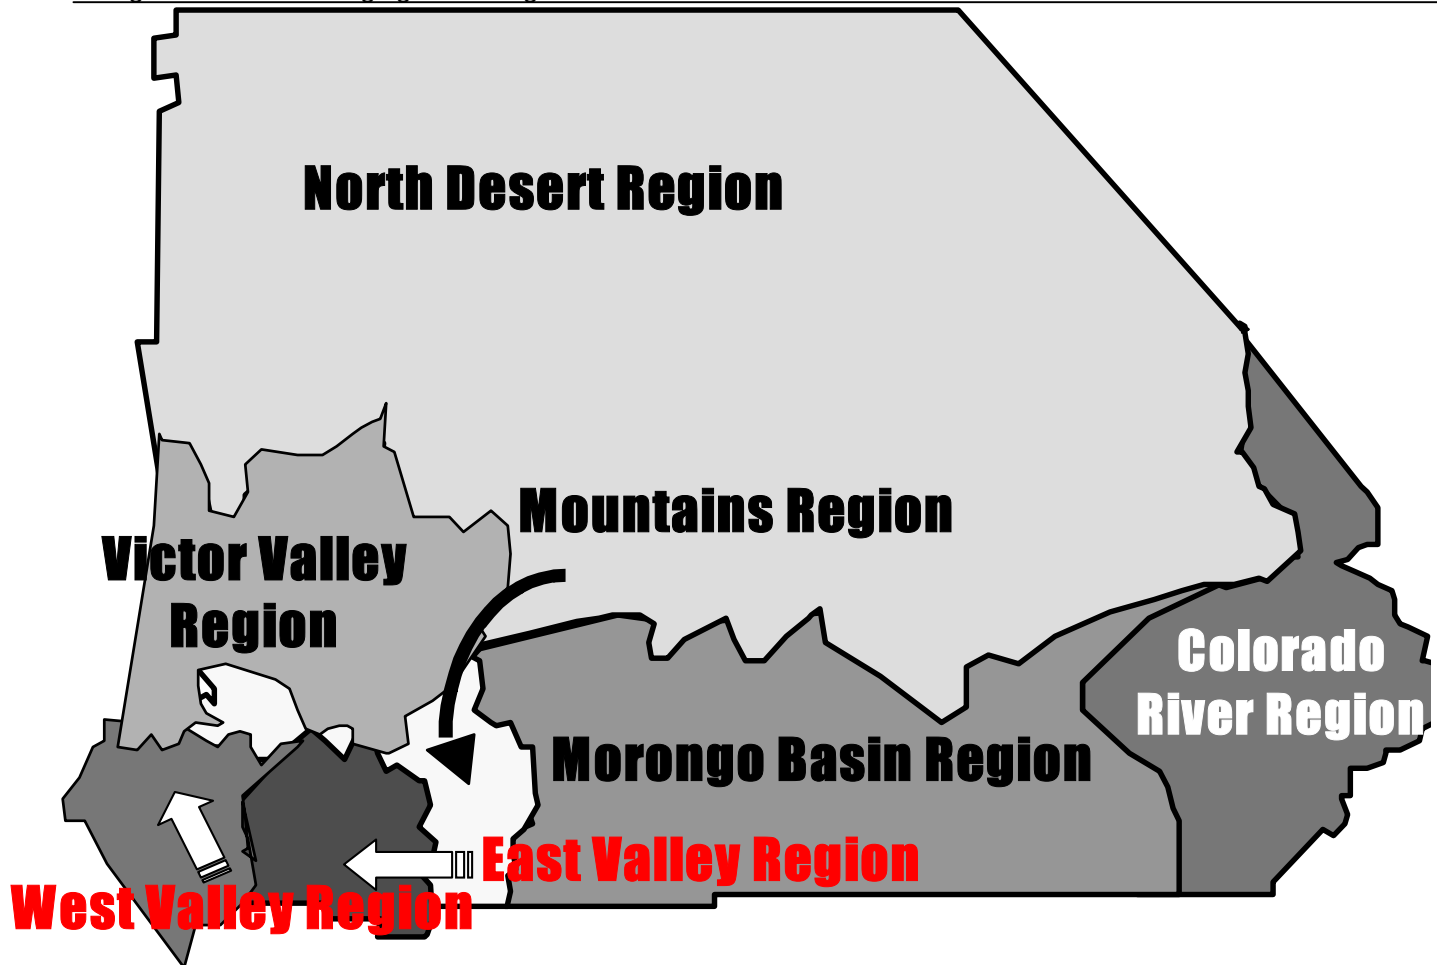 North Desert Region
Mountains Region
Victor Valley
Region
Colorado
River Region
Morongo Basin Region
East Valley Region
West Valley Region